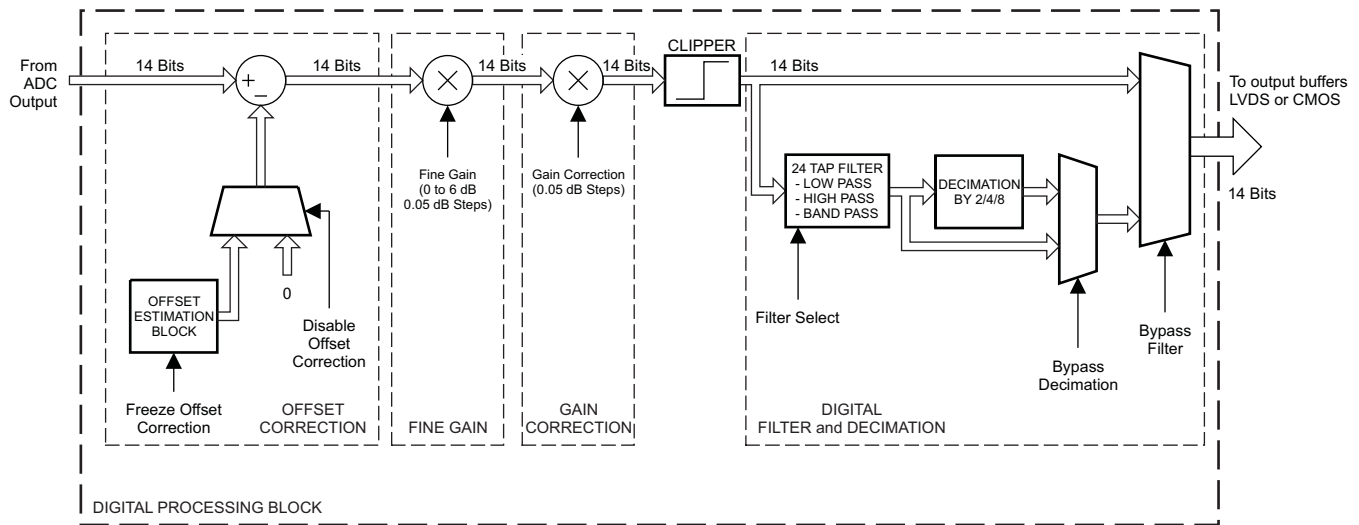 From
ADC
Output
14 Bits
+
−
14 Bits
14 Bits
14 Bits
CLIPPER
14 Bits
To output buffers
LVDS or CMOS
14 Bits
Fine Gain
(0 to 6 dB
0.05 dB Steps)
Gain Correction
(0.05 dB Steps)
24 TAP FILTER
- LOW PASS
- HIGH PASS
- BAND PASS
DECIMATION
BY 2/4/8
0
OFFSET
ESTIMATION
BLOCK
Disable
Offset
Correction
Filter Select
Bypass
Filter
Bypass
Decimation
Freeze Offset
Correction
OFFSET
CORRECTION
FINE GAIN
GAIN
CORRECTION
DIGITAL
FILTER and DECIMATION
DIGITAL PROCESSING BLOCK